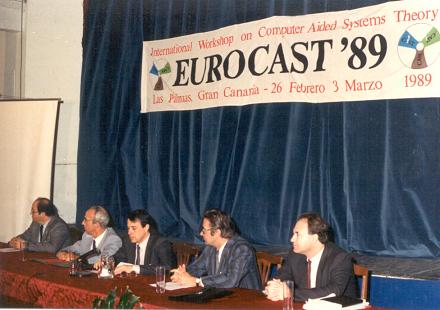 International Workshop on Computer Aided Systems Theory
EUROCAST '89
Las Palmas, Gran Canaria - 26 Febrero 3 Marzo 1989